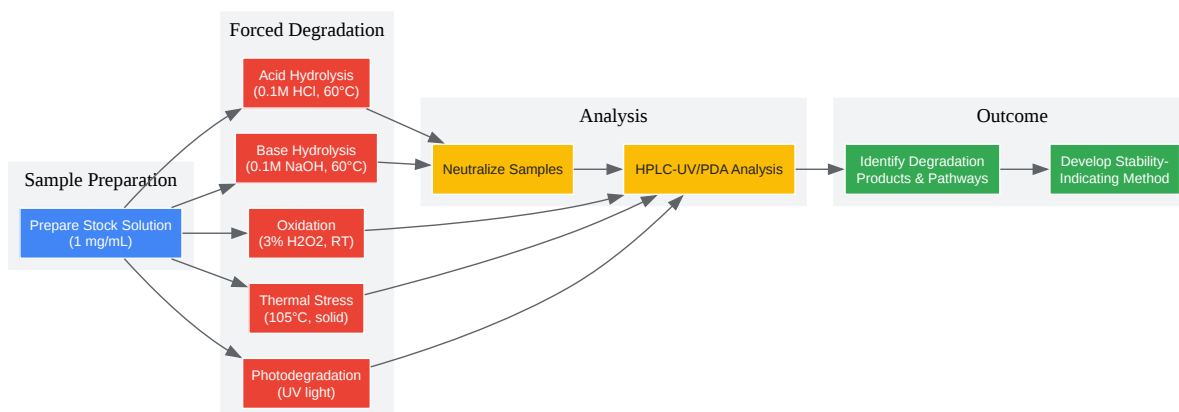 Sample Preparation
Prepare Stock Solution
(1 mg/mL)
Forced Degradation
Acid Hydrolysis
(0.1M HCl, 60°C)
Base Hydrolysis
(0.1M NaOH, 60°C)
Oxidation
(3% H2O2, RT)
Thermal Stress
(105°C, solid)
Photodegradation
(UV light)
Analysis
Neutralize Samples
HPLC-UV/PDA Analysis
Outcome
Identify Degradation
Products & Pathways
Develop Stability-
Indicating Method